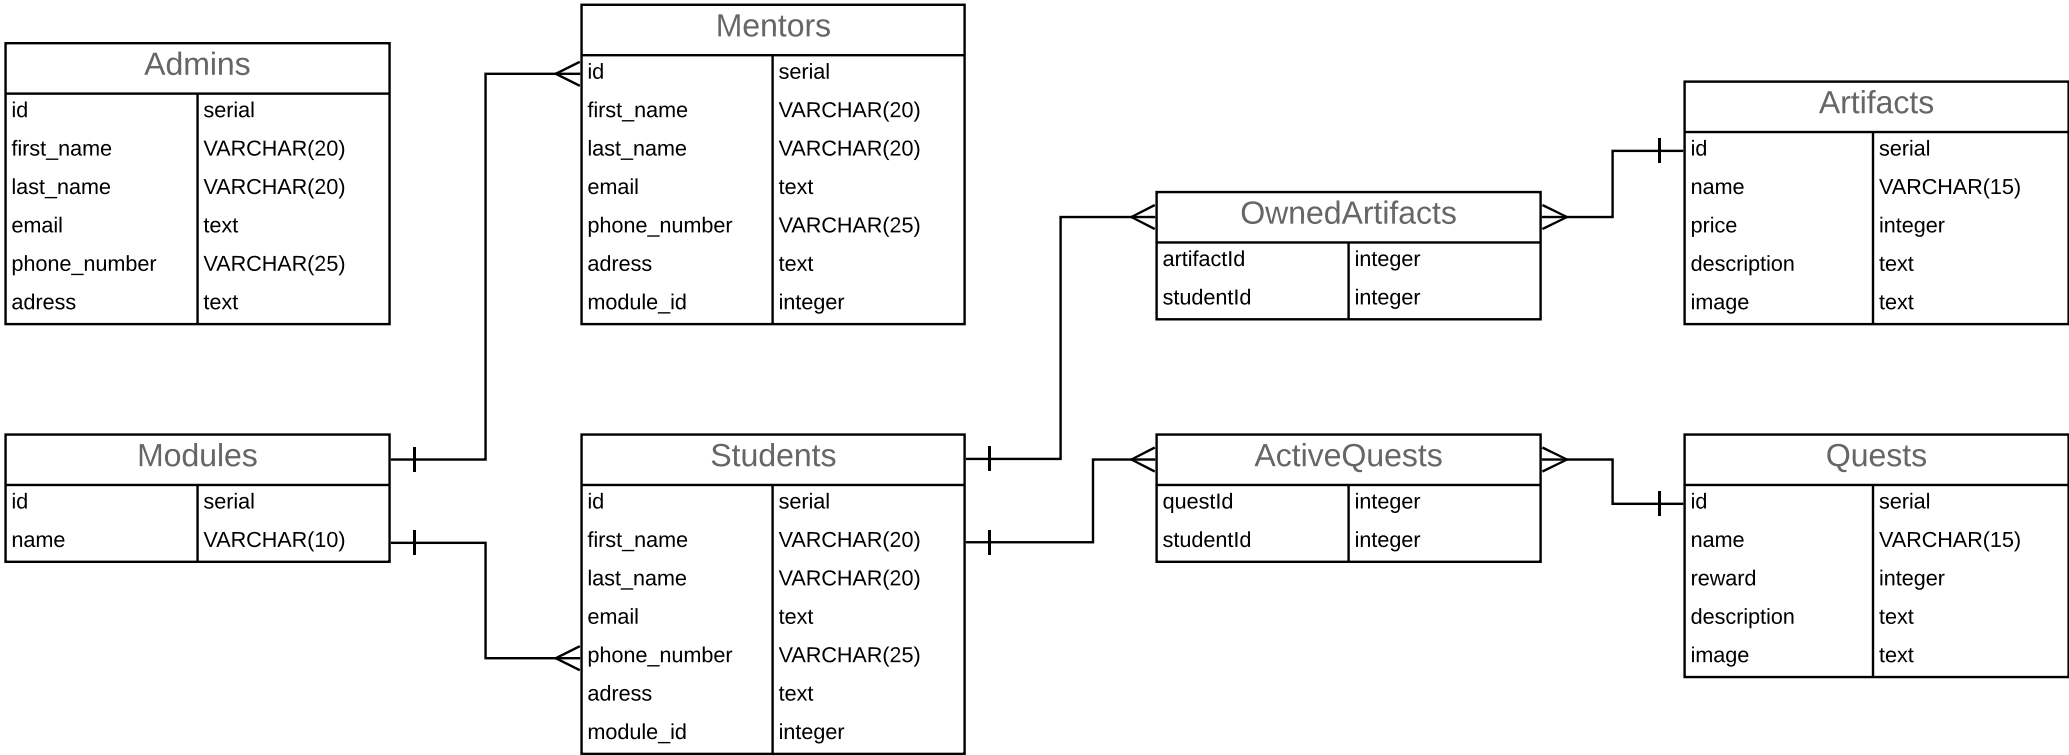 Admins
id serial
first_name VARCHAR(20)
last_name VARCHAR(20)
email text
phone_number VARCHAR(25)
adress text
Mentors
id serial
first_name VARCHAR(20)
last_name VARCHAR(20)
email text
phone_number VARCHAR(25)
adress text
module_id integer
OwnedArtifacts
artifactId integer
studentId integer
Artifacts
id serial
name VARCHAR(15)
price integer
description text
image text
Modules
id serial
name VARCHAR(10)
Students
id serial
first_name VARCHAR(20)
last_name VARCHAR(20)
email text
phone_number VARCHAR(25)
adress text
module_id integer
ActiveQuests
questId integer
studentId integer
Quests
id serial
name VARCHAR(15)
reward integer
description text
image text